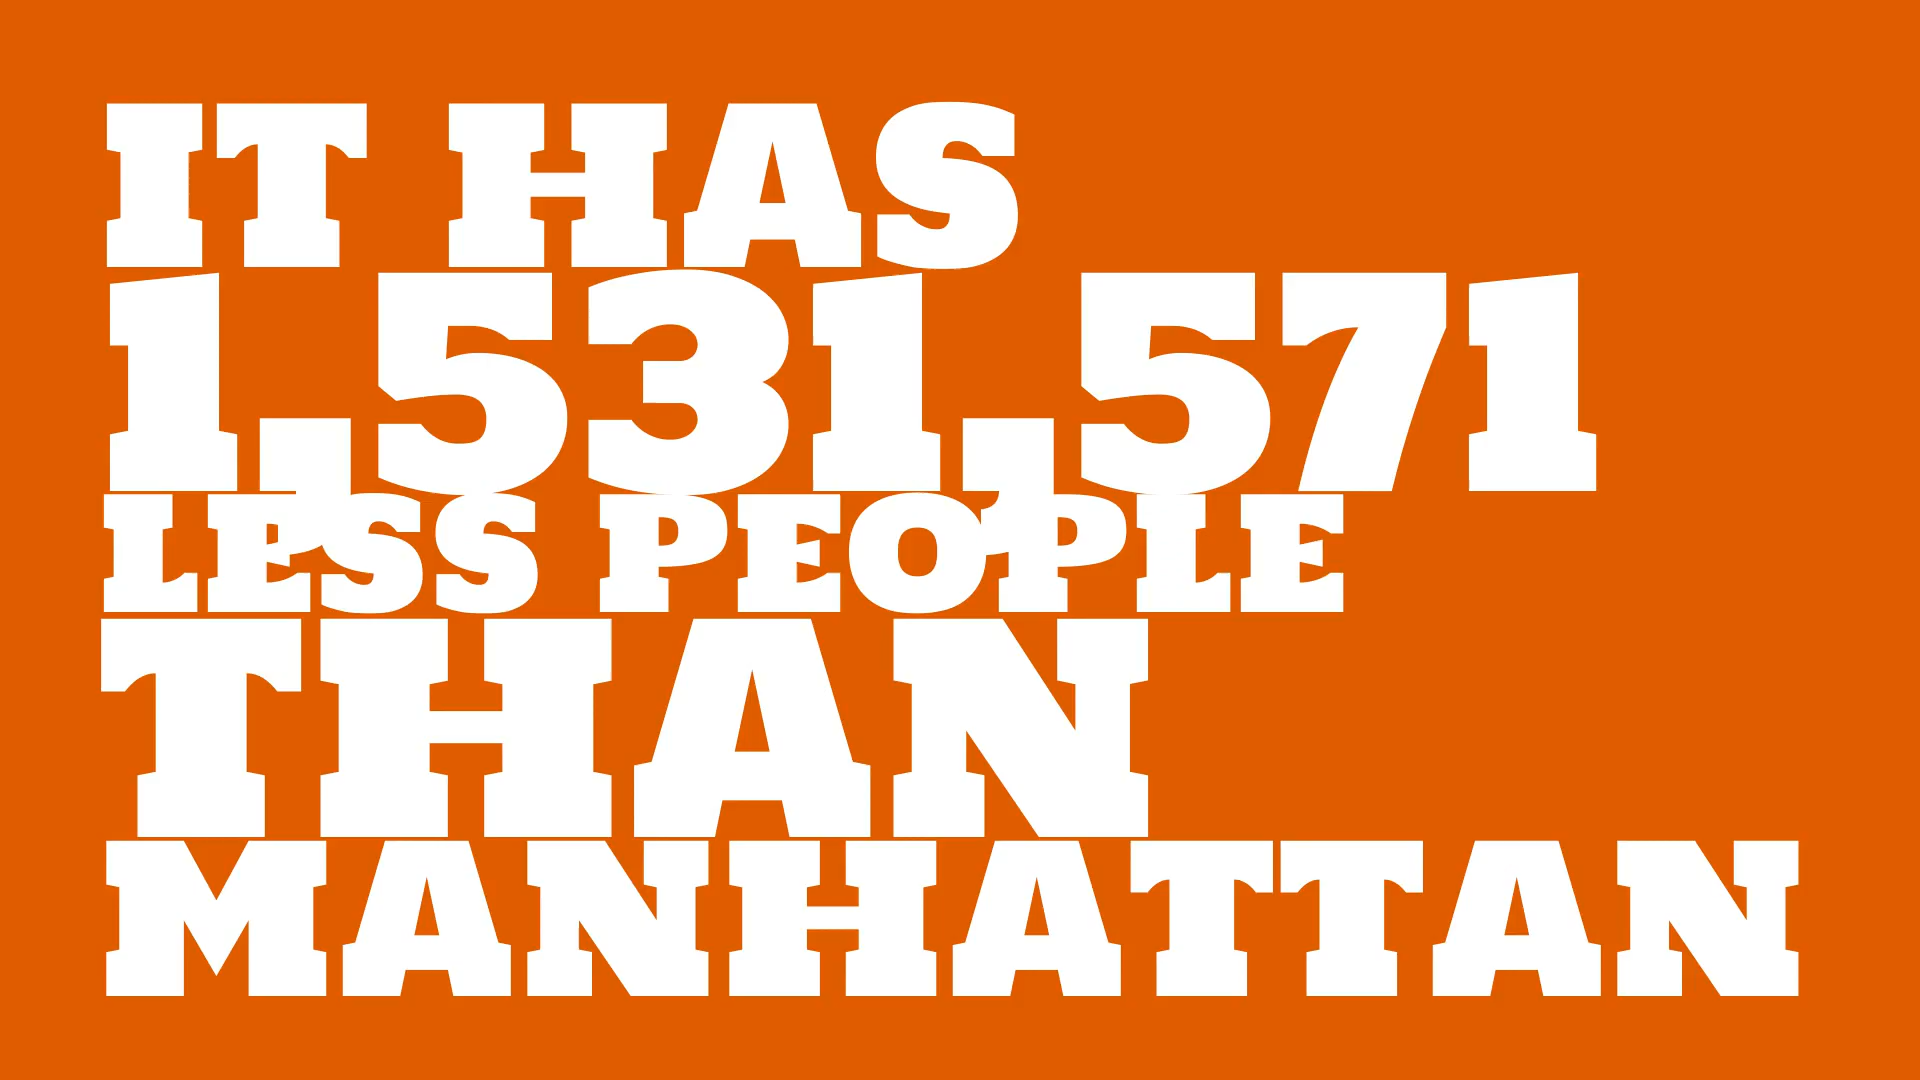 IT HAS
1,531,571
LESS PEOPLE
THAN
MANHATTAN